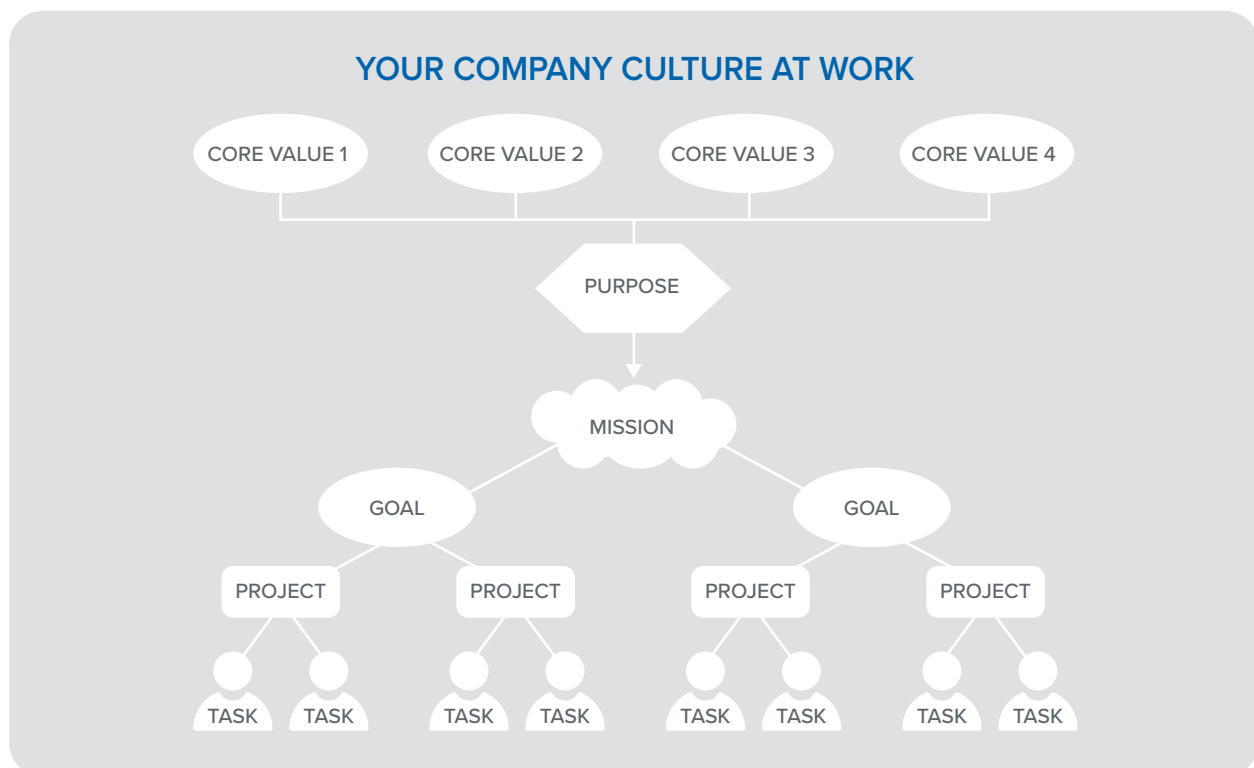 YOUR COMPANY CULTURE AT WORK
CORE VALUE 1
CORE VALUE 2
CORE VALUE 3
CORE VALUE 4
PURPOSE
MISSION
GOAL
GOAL
PROJECT
PROJECT
PROJECT
PROJECT
TASK
TASK
TASK
TASK
TASK
TASK
TASK
TASK